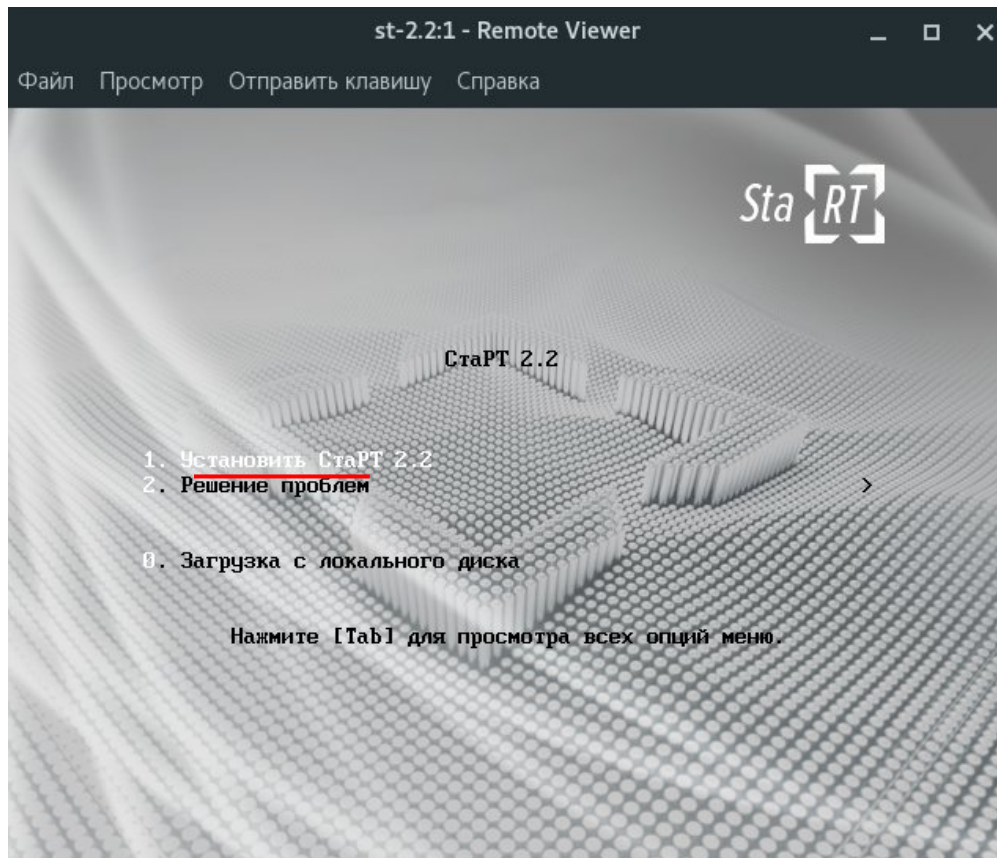 st-2.2:1 - Remote Viewer
Файл Просмотр Отправить клавишу Справка
Sta RT
СтаРТ 2.2
1. Установить СтаРТ 2.2
2. Решение проблем >
0. Загрузка с локального диска
Нажмите [Tab] для просмотра всех опций меню.